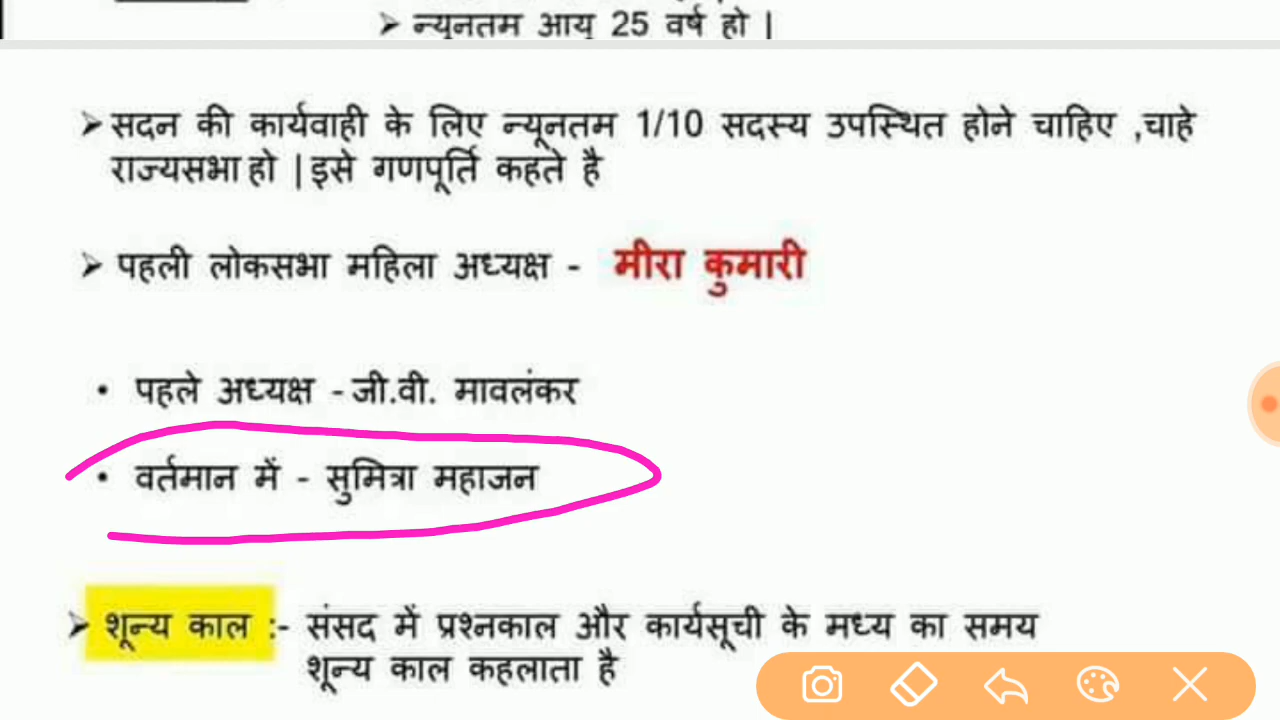 ➢ न्यूनतम आयु 25 वर्ष हो |
➢ सदन की कार्यवाही के लिए न्यूनतम 1/10 सदस्य उपस्थित होने चाहिए ,चाहे
राज्यसभा हो | इसे गणपूर्ति कहते है
➢ पहली लोकसभा महिला अध्यक्ष - मीरा कुमारी
• पहले अध्यक्ष - जी.वी. मावलंकर
• वर्तमान में - सुमित्रा महाजन
➢ शून्य काल :- संसद में प्रश्नकाल और कार्यसूची के मध्य का समय
शून्य काल कहलाता है